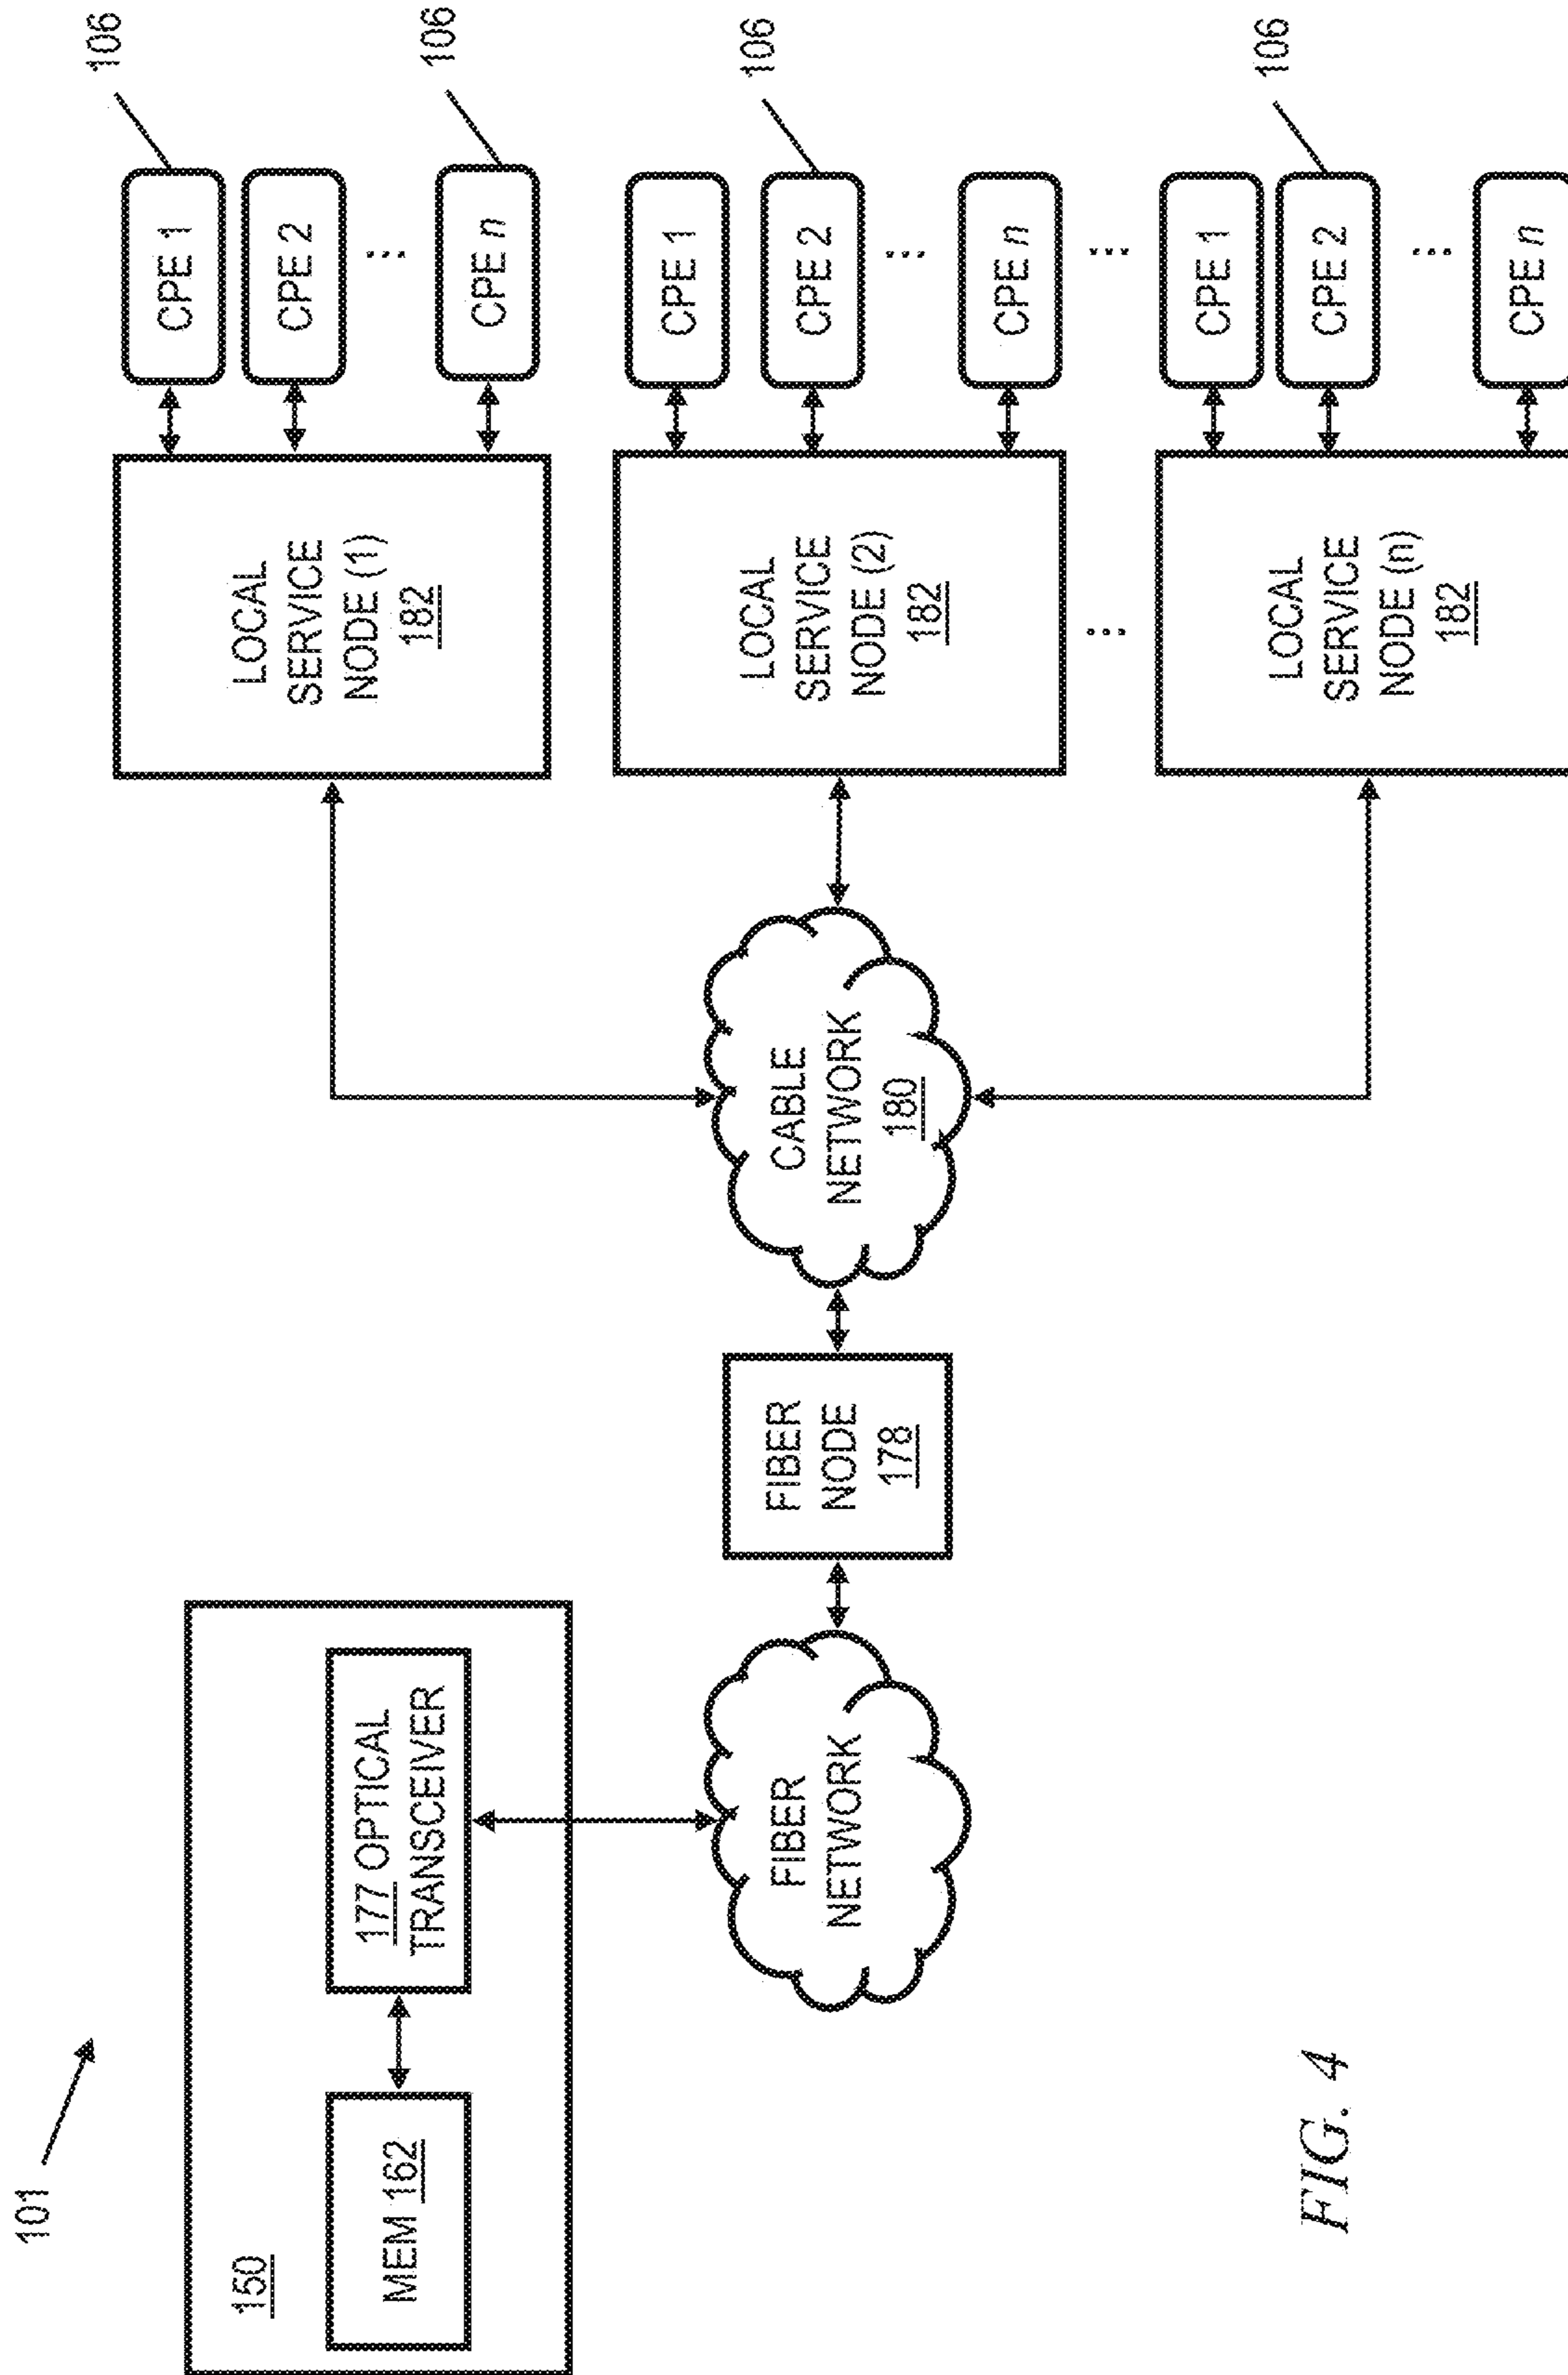 101
150
MEM 162
177 OPTICAL
TRANSCEIVER
FIBER
NETWORK
FIBER
NODE
178
CABLE
NETWORK
180
LOCAL
SERVICE
NODE (1)
182
CPE 1
106
CPE 2
...
CPE n
106
LOCAL
SERVICE
NODE (2)
182
CPE 1
CPE 2
106
...
CPE n
...
...
LOCAL
SERVICE
NODE (n)
182
CPE 1
CPE 2
106
...
CPE n
FIG. 4